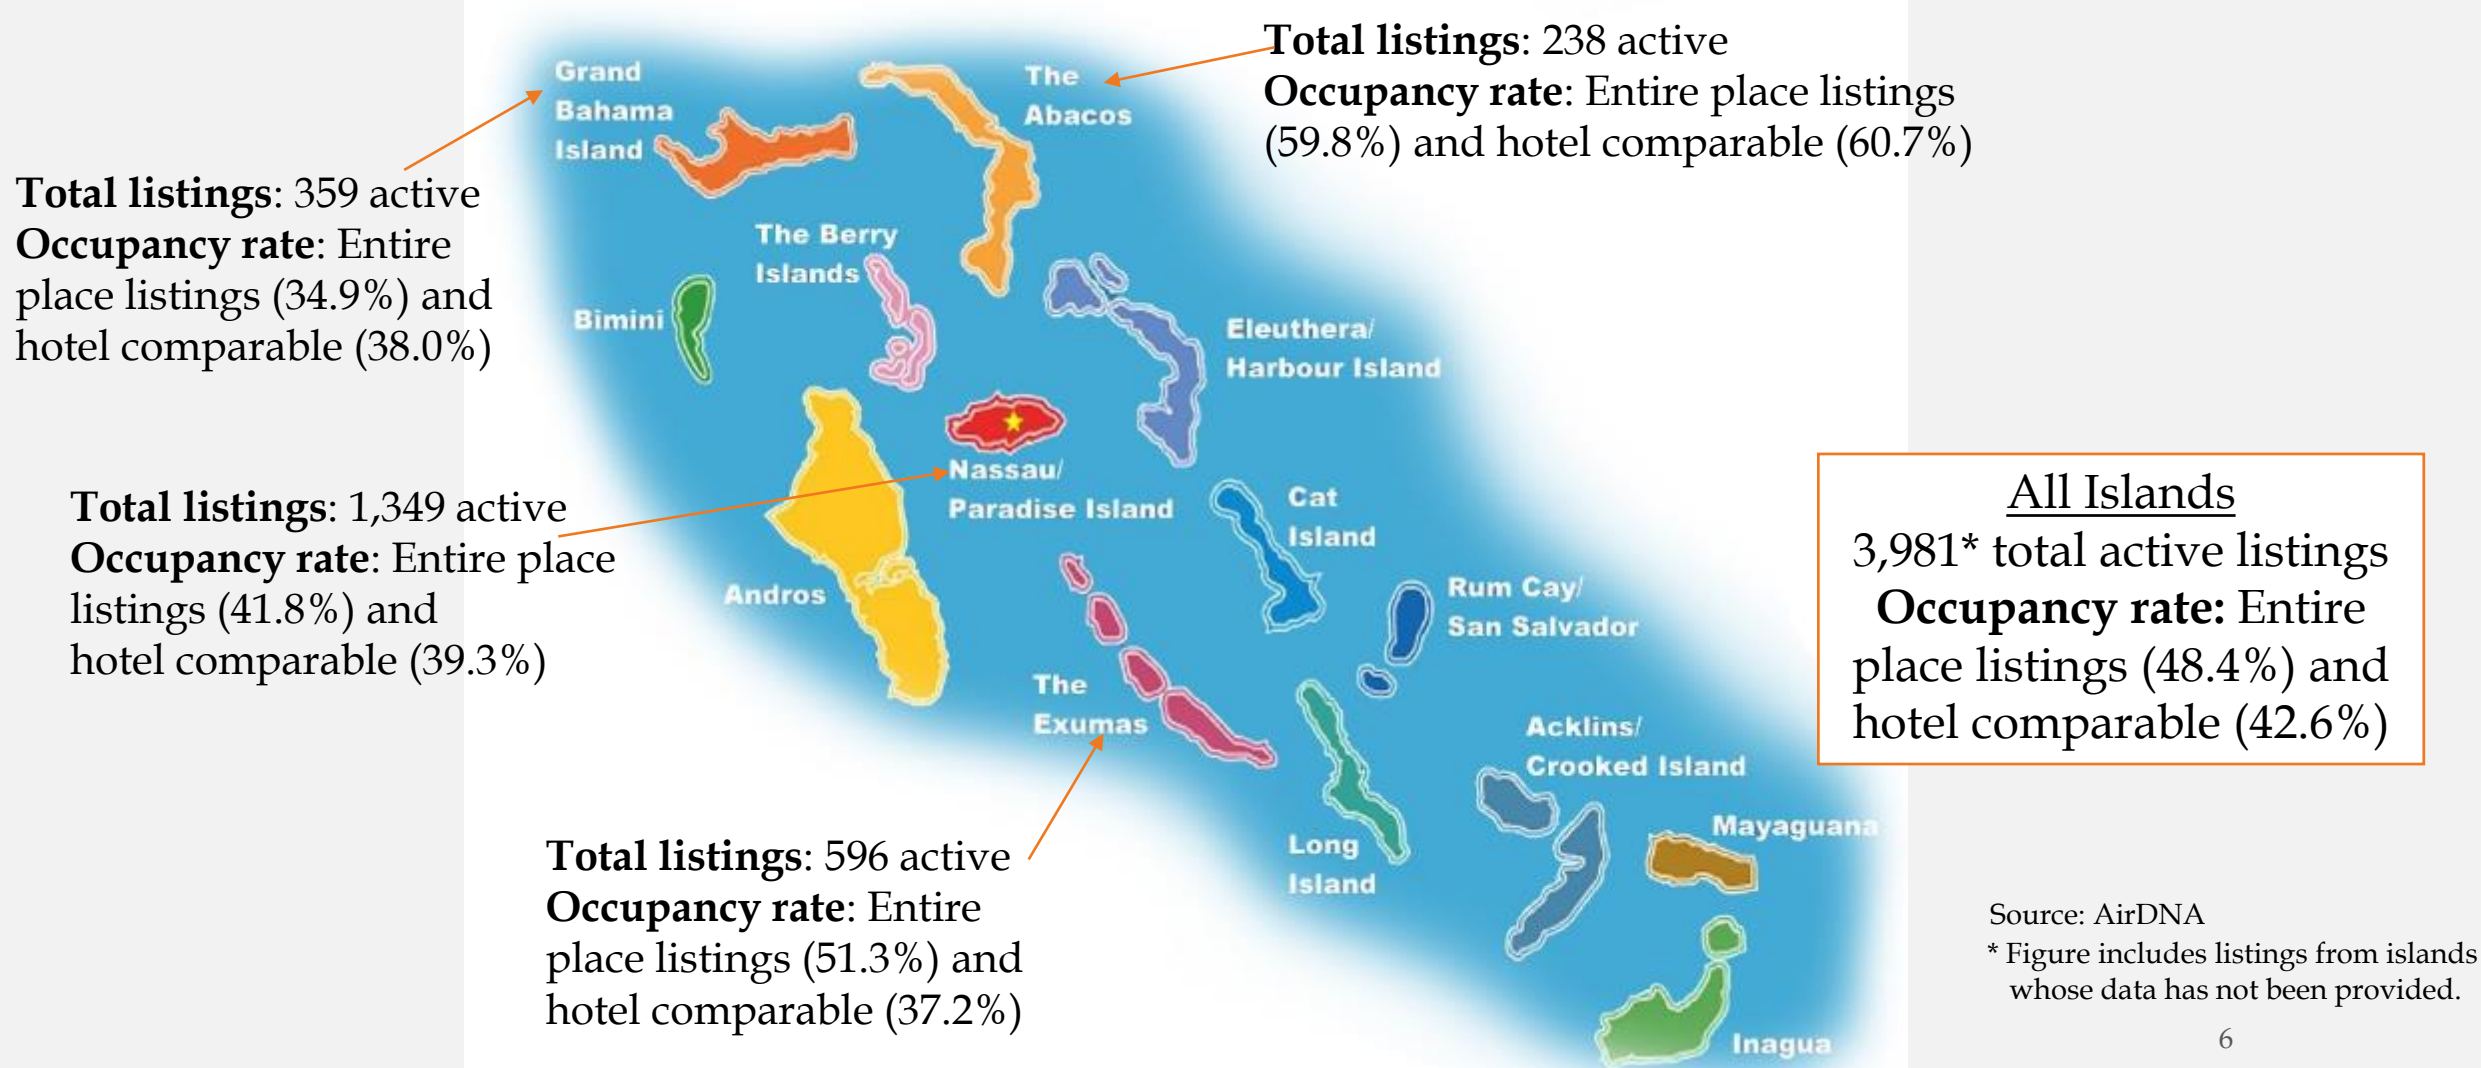 Total listings: 238 active
Occupancy rate: Entire place listings
(59.8%) and hotel comparable (60.7%)
Grand
Bahama
Island
The
Abacos
Total listings: 359 active
Occupancy rate: Entire
place listings (34.9%) and
hotel comparable (38.0%)
The Berry
Islands
Bimini
Eleuthera/
Harbour Island
Nassau/
Paradise Island
Total listings: 1,349 active
Occupancy rate: Entire place
listings (41.8%) and
hotel comparable (39.3%)
Cat
Island
Andros
Rum Cay/
San Salvador
All Islands
3,981* total active listings
Occupancy rate: Entire
place listings (48.4%) and
hotel comparable (42.6%)
The
Exumas
Acklins/
Crooked Island
Mayaguana
Long
Island
Total listings: 596 active
Occupancy rate: Entire
place listings (51.3%) and
hotel comparable (37.2%)
Inagua
Source: AirDNA
* Figure includes listings from islands
whose data has not been provided.
6